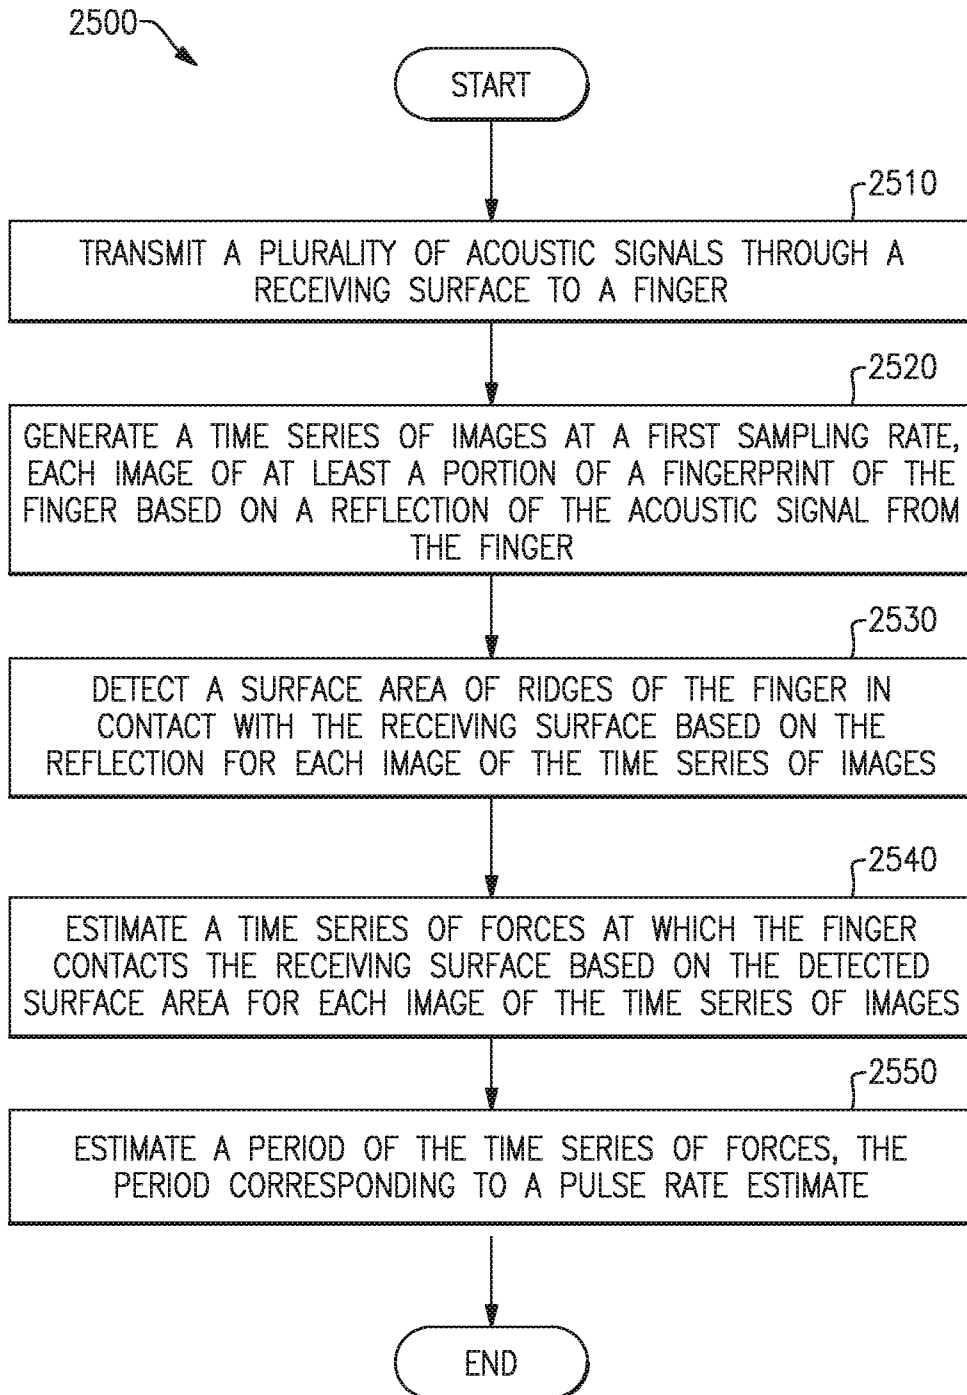 2500
START
2510
TRANSMIT A PLURALITY OF ACOUSTIC SIGNALS THROUGH A
RECEIVING SURFACE TO A FINGER
2520
GENERATE A TIME SERIES OF IMAGES AT A FIRST SAMPLING RATE,
EACH IMAGE OF AT LEAST A PORTION OF A FINGERPRINT OF THE
FINGER BASED ON A REFLECTION OF THE ACOUSTIC SIGNAL FROM
THE FINGER
2530
DETECT A SURFACE AREA OF RIDGES OF THE FINGER IN
CONTACT WITH THE RECEIVING SURFACE BASED ON THE
REFLECTION FOR EACH IMAGE OF THE TIME SERIES OF IMAGES
2540
ESTIMATE A TIME SERIES OF FORCES AT WHICH THE FINGER
CONTACTS THE RECEIVING SURFACE BASED ON THE DETECTED
SURFACE AREA FOR EACH IMAGE OF THE TIME SERIES OF IMAGES
2550
ESTIMATE A PERIOD OF THE TIME SERIES OF FORCES, THE
PERIOD CORRESPONDING TO A PULSE RATE ESTIMATE
END